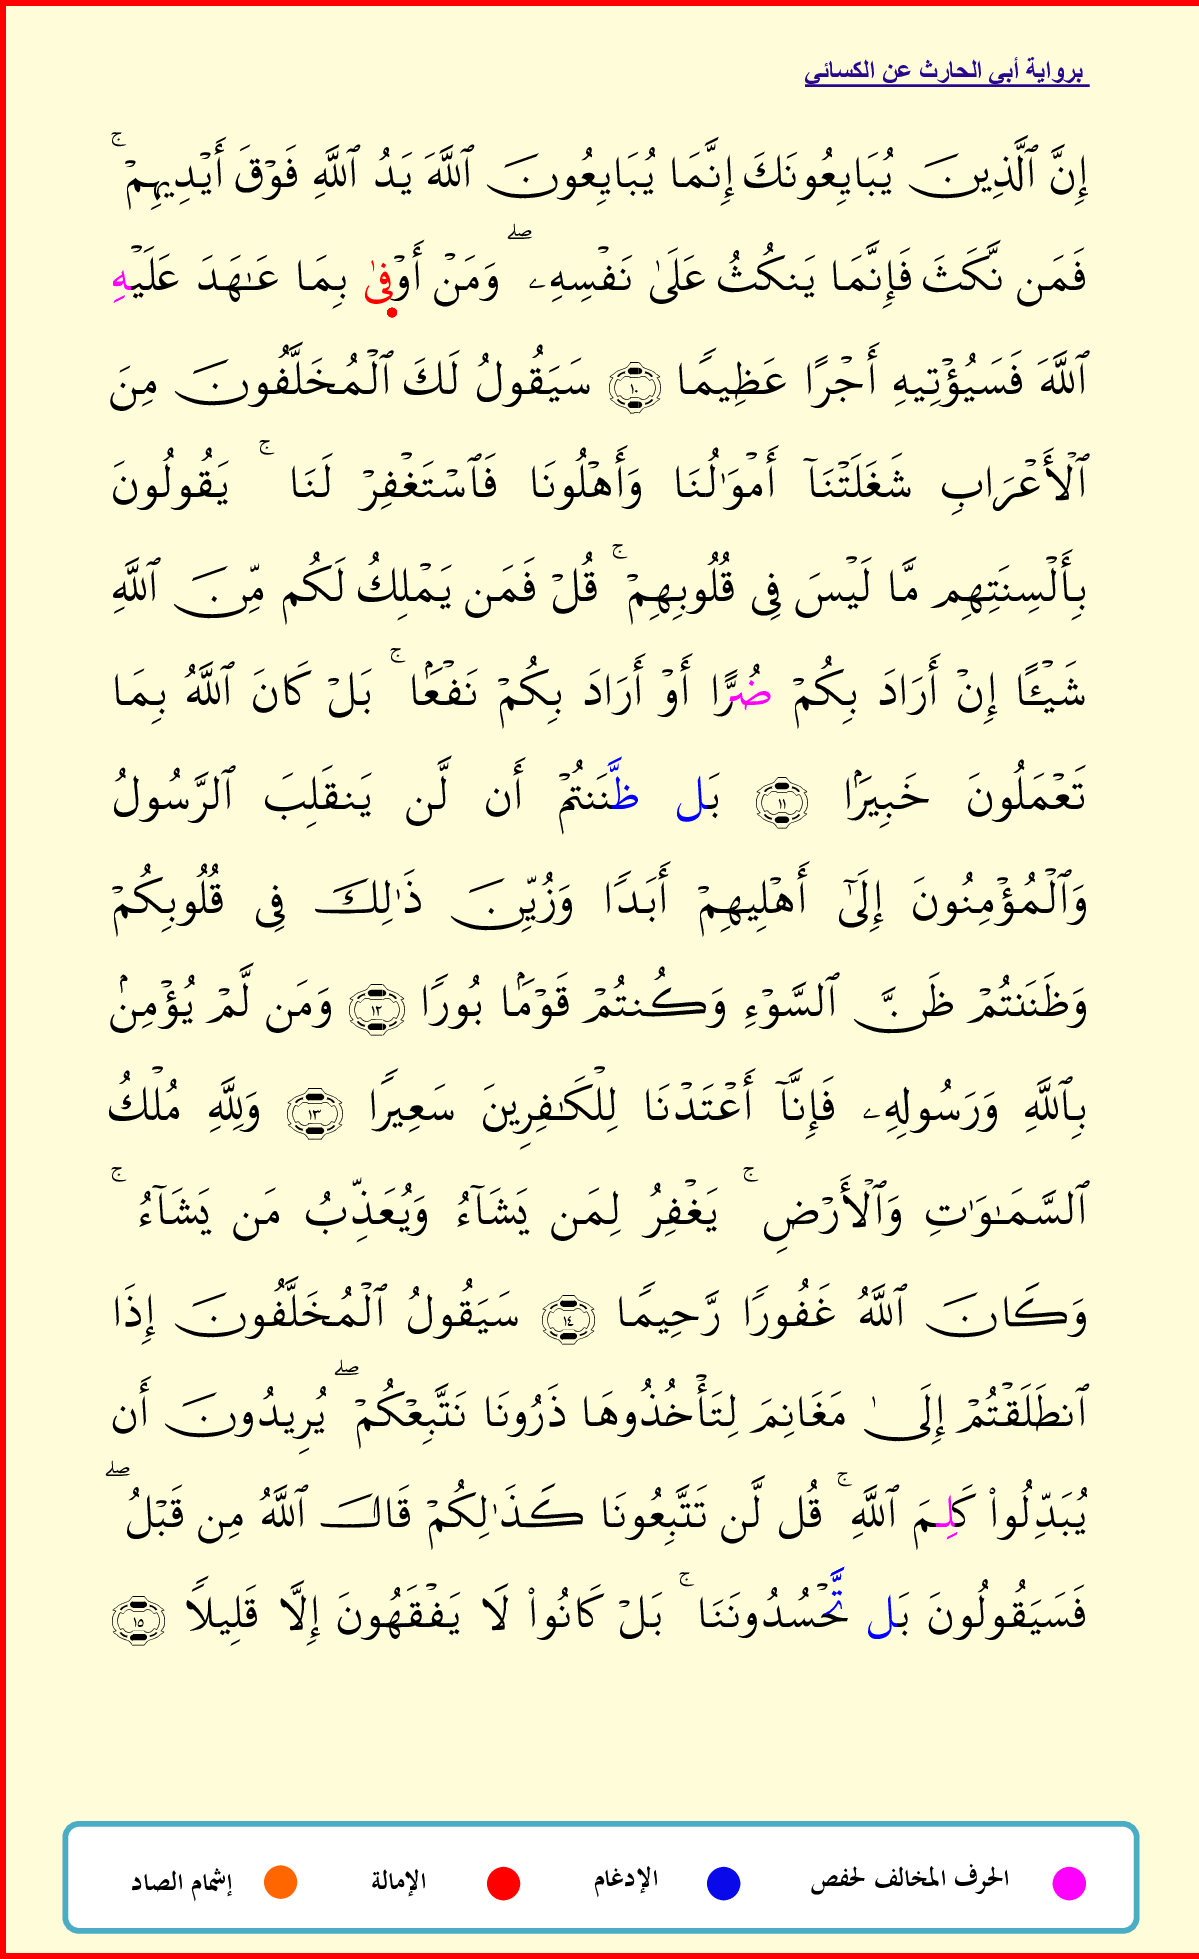 برواية أبي الحارث عن الكسائي
إِنَّ ٱلَّذِينَ يُبَايِعُونَكَ إِنَّمَا يُبَايِعُونَ ٱللَّهَ يَدُ ٱللَّهِ فَوۡقَ أَيۡدِيهِمۡۚ
فَمَن نَّكَثَ فَإِنَّمَا يَنكُثُ عَلَىٰ نَفۡسِهِۦۖ وَمَنۡ أَوۡفَىٰ بِمَا عَٰهَدَ عَلَيۡهِ
ٱللَّهَ فَسَيُؤۡتِيهِ أَجۡرًا عَظِيمٗا ١٠ سَيَقُولُ لَكَ ٱلۡمُخَلَّفُونَ مِنَ
ٱلۡأَعۡرَابِ شَغَلَتۡنَآ أَمۡوَٰلُنَا وَأَهۡلُونَا فَٱسۡتَغۡفِرۡ لَنَاۚ يَقُولُونَ
بِأَلۡسِنَتِهِم مَّا لَيۡسَ فِي قُلُوبِهِمۡۚ قُلۡ فَمَن يَمۡلِكُ لَكُم مِّنَ ٱللَّهِ
شَيۡـًٔا إِنۡ أَرَادَ بِكُمۡ ضُرًّا أَوۡ أَرَادَ بِكُمۡ نَفۡعَۢاۚ بَلۡ كَانَ ٱللَّهُ بِمَا
تَعۡمَلُونَ خَبِيرَۢا ١١ بَل ظَّنَنتُمۡ أَن لَّن يَنقَلِبَ ٱلرَّسُولُ
وَٱلۡمُؤۡمِنُونَ إِلَىٰٓ أَهۡلِيهِمۡ أَبَدٗا وَزُيِّنَ ذَٰلِكَ فِي قُلُوبِكُمۡ
وَظَنَنتُمۡ ظَنَّ ٱلسَّوۡءِ وَكُنتُمۡ قَوۡمَۢا بُورٗا ١٢ وَمَن لَّمۡ يُؤۡمِنۢ
بِٱللَّهِ وَرَسُولِهِۦ فَإِنَّآ أَعۡتَدۡنَا لِلۡكَٰفِرِينَ سَعِيرٗا ١٣ وَلِلَّهِ مُلۡكُ
ٱلسَّمَٰوَٰتِ وَٱلۡأَرۡضِۚ يَغۡفِرُ لِمَن يَشَآءُ وَيُعَذِّبُ مَن يَشَآءُۚ
وَكَانَ ٱللَّهُ غَفُورٗا رَّحِيمٗا ١٤ سَيَقُولُ ٱلۡمُخَلَّفُونَ إِذَا
ٱنطَلَقۡتُمۡ إِلَىٰ مَغَانِمَ لِتَأۡخُذُوهَا ذَرُونَا نَتَّبِعۡكُمۡۖ يُرِيدُونَ أَن
يُبَدِّلُواْ كَلِمَ ٱللَّهِۚ قُل لَّن تَتَّبِعُونَا كَذَٰلِكُمۡ قَالَ ٱللَّهُ مِن قَبۡلُۖ
فَسَيَقُولُونَ بَل تَّحۡسُدُونَنَاۚ بَلۡ كَانُواْ لَا يَفۡقَهُونَ إِلَّا قَلِيلٗا ١٥
الحرف المخالف لحفص الإدغام الإمالة إشمام الصاد